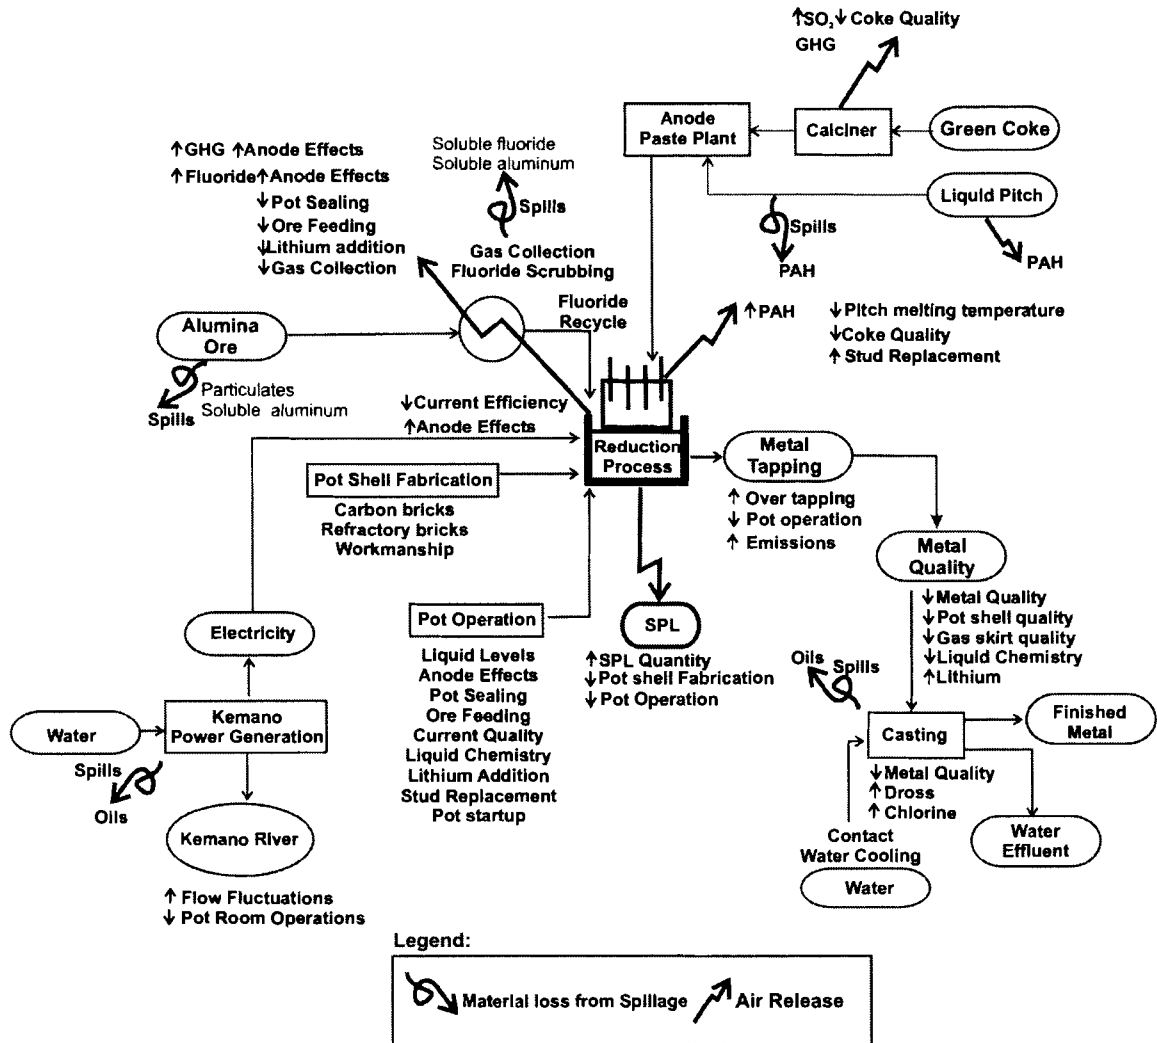 ↑SO₂↓ Coke Quality
GHG
Anode
Paste Plant
Calciner
Green Coke
Liquid Pitch
Spills
PAH
PAH
↑GHG ↑Anode Effects
↑Fluoride↑Anode Effects
↓Pot Sealing
↓Ore Feeding
↓Lithium addition
↓Gas Collection
Soluble fluoride
Soluble aluminum
Spills
Gas Collection
Fluoride Scrubbing
Fluoride
Recycle
Alumina
Ore
Particulates
Soluble aluminum
Spills
↑PAH
↓Pitch melting temperature
↓Coke Quality
↑Stud Replacement
↓Current Efficiency
↑Anode Effects
Reduction
Process
Metal
Tapping
↑Over tapping
↓Pot operation
↑Emissions
Pot Shell Fabrication
Carbon bricks
Refractory bricks
Workmanship
Metal
Quality
↓Metal Quality
↓Pot shell quality
↓Gas skirt quality
↓Liquid Chemistry
↑Lithium
Pot Operation
Liquid Levels
Anode Effects
Pot Sealing
Ore Feeding
Current Quality
Liquid Chemistry
Lithium Addition
Stud Replacement
Pot startup
SPL
↑SPL Quantity
↓Pot shell Fabrication
↓Pot Operation
Electricity
Kemano
Power Generation
Water
Spills
Oils
Kemano River
↑Flow Fluctuations
↓Pot Room Operations
Oils
Spills
Casting
Finished
Metal
↓Metal Quality
↑Dross
↑Chlorine
Contact
Water Cooling
Water
Water
Effluent
Legend:
Material loss from Spillage
Air Release